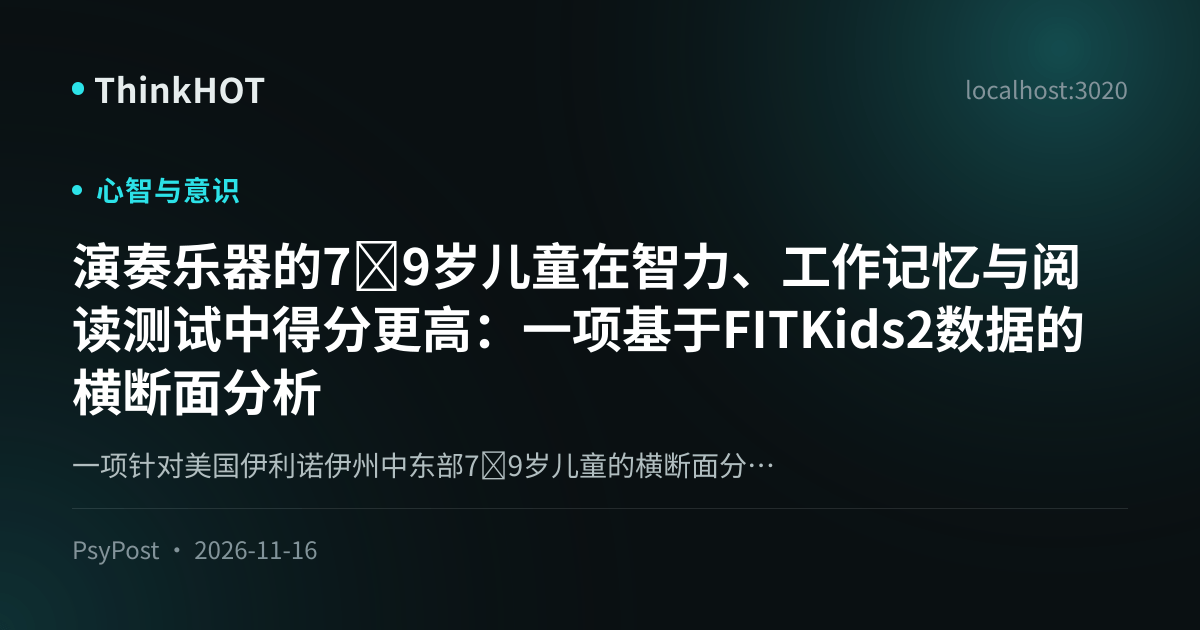 ThinkHOT
localhost:3020
心智与意识
演奏乐器的7☒9岁儿童在智力、工作记忆与阅
读测试中得分更高：一项基于FITKids2数据的
横断面分析
一项针对美国伊利诺伊州中东部7☒9岁儿童的横断面分…
PsyPost • 2026-11-16